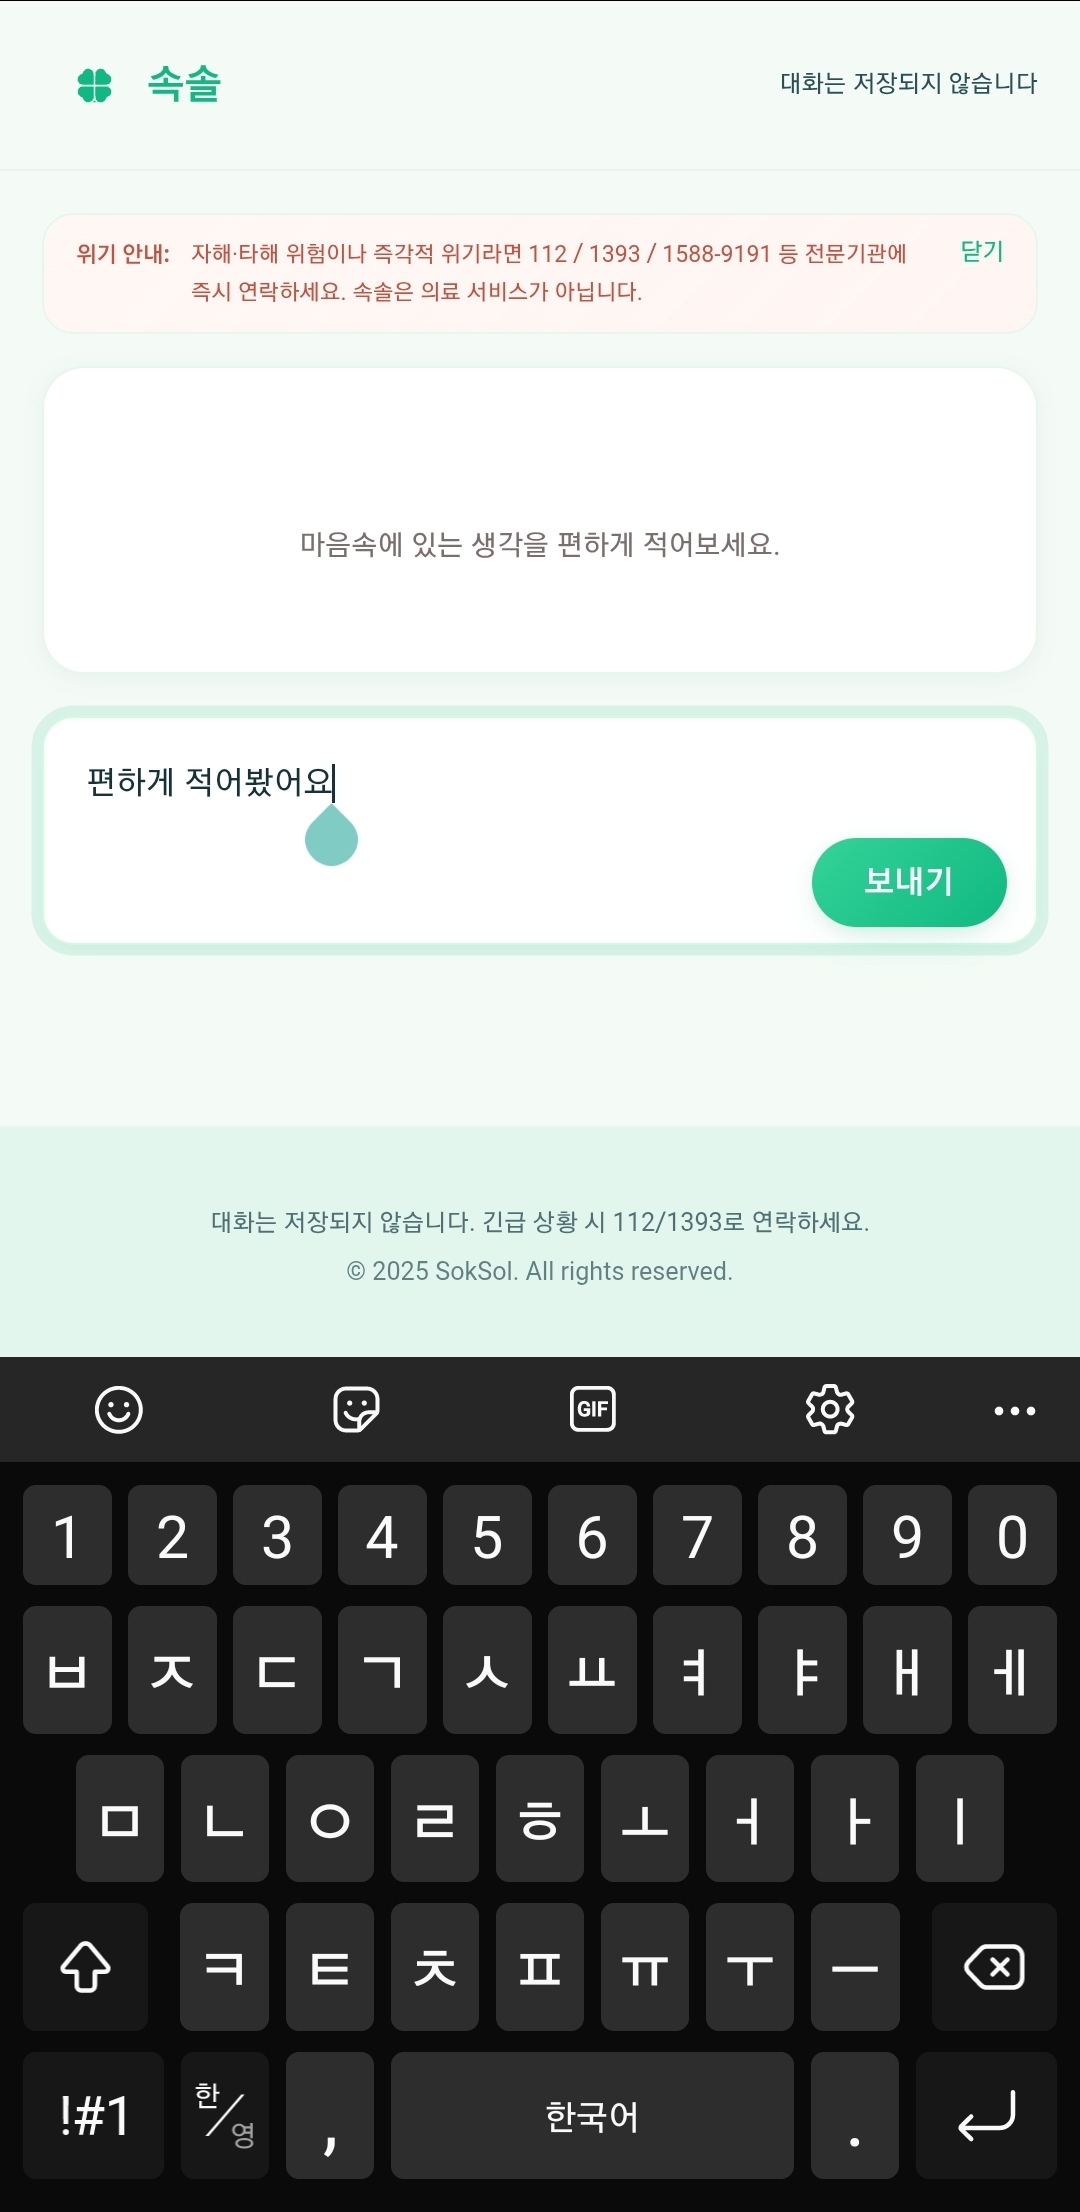 속솔
대화는 저장되지 않습니다
위기 안내: 자해·타해 위험이나 즉각적 위기라면 112 / 1393 / 1588-9191 등 전문기관에 닫기
즉시 연락하세요. 속솔은 의료 서비스가 아닙니다.
마음속에 있는 생각을 편하게 적어보세요.
편하게 적어봤어요
보내기
대화는 저장되지 않습니다. 긴급 상황 시 112/1393로 연락하세요.
© 2025 SokSol. All rights reserved.
GIF
1 2 3 4 5 6 7 8 9 0
ㅂ ㅈ ㄷ ㄱ ㅅ ㅛ ㅕ ㅑ ㅐ ㅔ
ㅁ ㄴ ㅇ ㄹ ㅎ ㅗ ㅓ ㅏ ㅣ
ㅋ ㅌ ㅊ ㅍ ㅠ ㅜ ㅡ
!#1 한/영 , 한국어 .